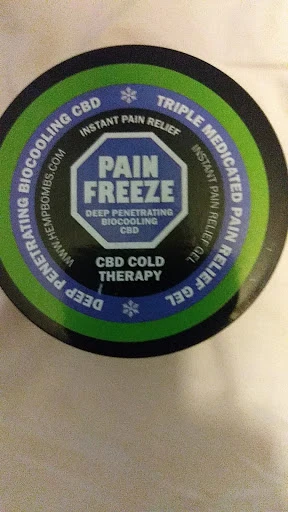 DEEP PENETRATING BIOCOOLING CBD
TRIPLE MEDICATED PAIN RELIEF GEL
INSTANT PAIN RELIEF
INSTANT PAIN RELIEF GEL
WWW.HEMPBOMBS.COM
PAIN
FREEZE
DEEP PENETRATING
BIOCOOLING
CBD
CBD COLD
THERAPY